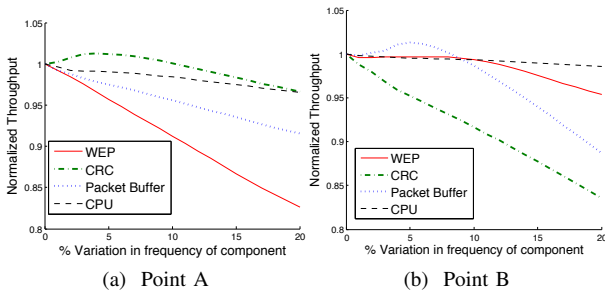 1.05
1
0.95
0.9
0.85
0.8
Normalized Throughput
WEP
CRC
Packet Buffer
CPU
0 5 10 15 20
% Variation in frequency of component
(a) Point A
1.05
1
0.95
0.9
0.85
0.8
Normalized Throughput
WEP
CRC
Packet Buffer
CPU
0 5 10 15 20
% Variation in frequency of component
(b) Point B